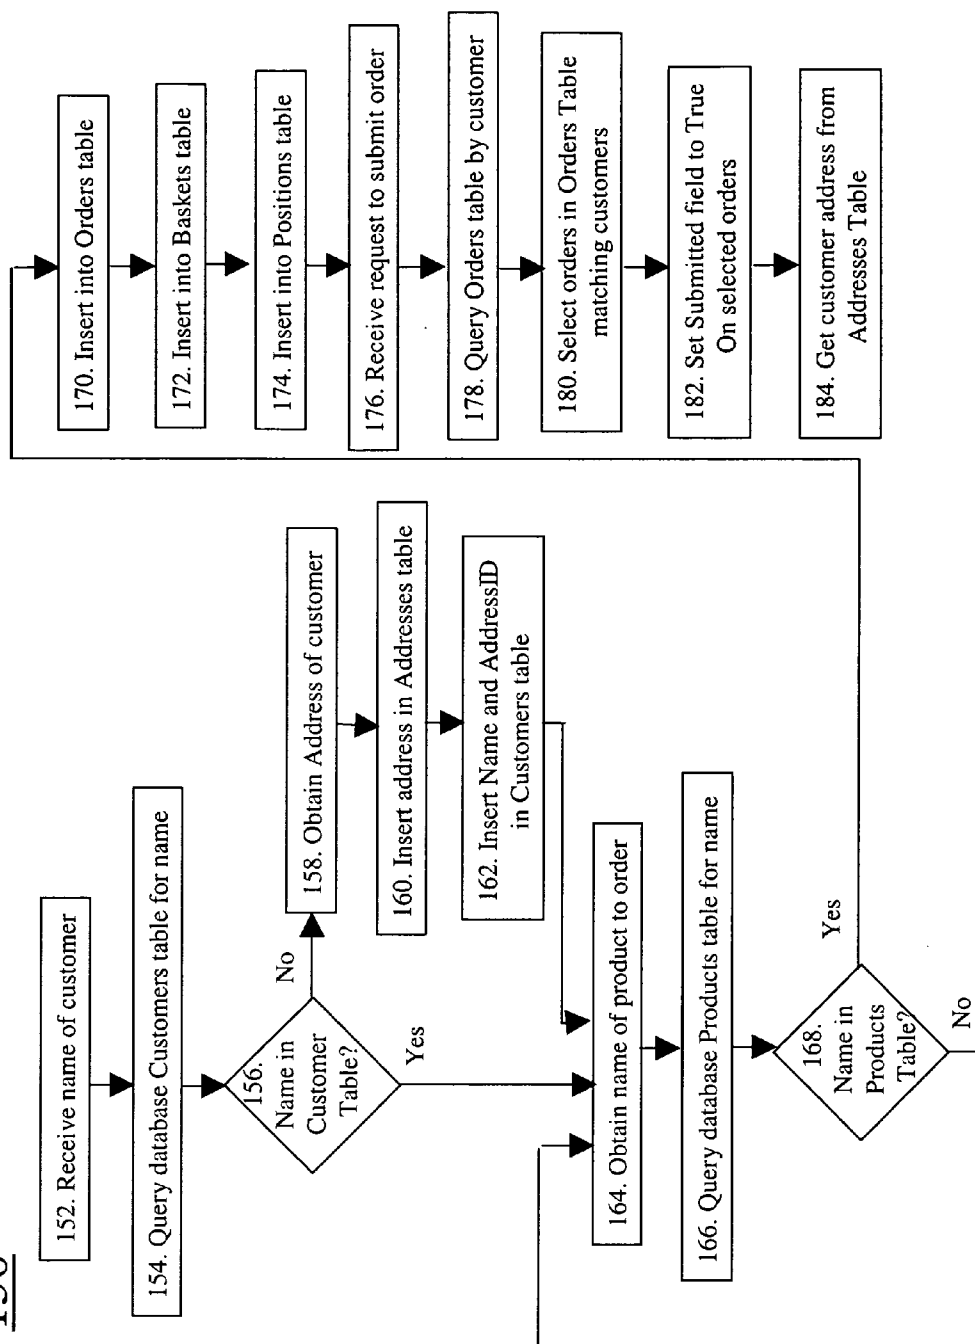 152. Receive name of customer
154. Query database Customers table for name
156.
Name in
Customer
Table?
No
Yes
158. Obtain Address of customer
160. Insert address in Addresses table
162. Insert Name and AddressID
in Customers table
164. Obtain name of product to order
166. Query database Products table for name
168.
Name in
Products
Table?
Yes
No
170. Insert into Orders table
172. Insert into Baskets table
174. Insert into Positions table
176. Receive request to submit order
178. Query Orders table by customer
180. Select orders in Orders Table
matching customers
182. Set Submitted field to True
On selected orders
184. Get customer address from
Addresses Table